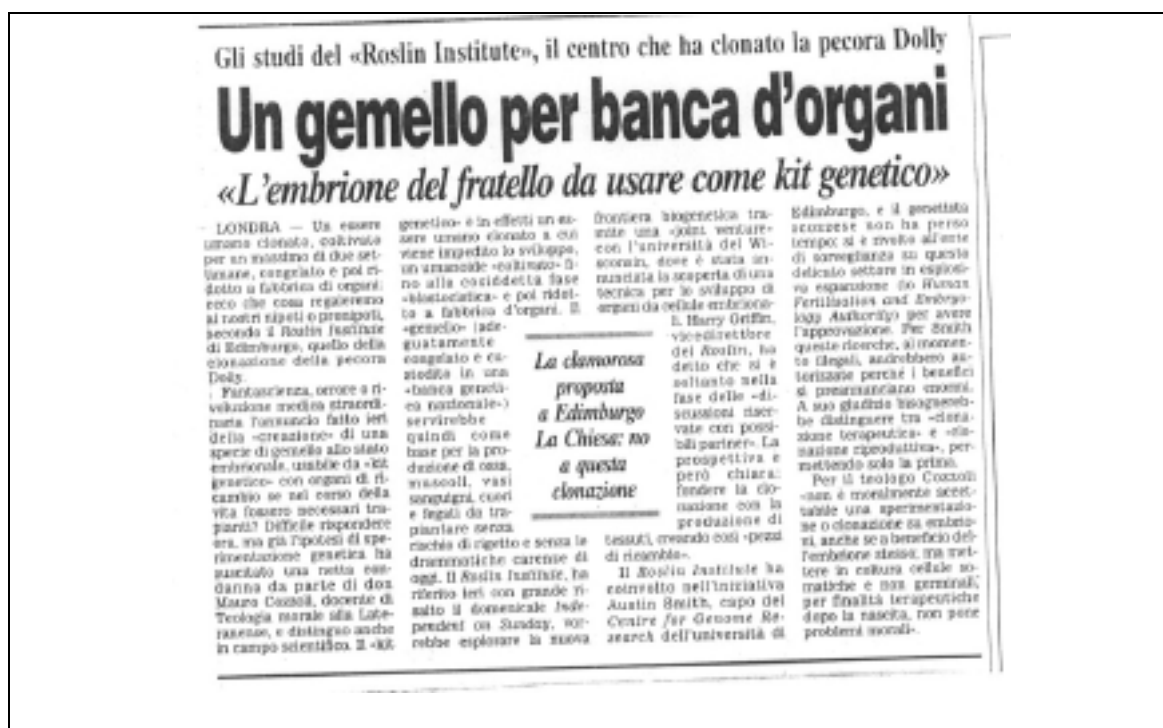 Gli studi del «Roslin Institute», il centro che ha clonato la pecora Dolly
Un gemello per banca d'organi
«L'embrione del fratello da usare come kit genetico»
LONDRA — Un essere
umano clonato, coltivato
per un massimo di due set-
timane, congelato e poi ri-
dotto a fabbrica di organi:
ecco che cosa regaleremo
ai nostri nipoti o pronipoti,
secondo il Roslin Institute
di Edimburgo, quello della
clonazione della pecora
Dolly.
Fantascienza, orrore o ri-
voluzione medica straordi-
naria l'annuncio fatto ieri
della «creazione» di una
specie di gemello allo stato
embrionale, usabile da «kit
genetico» con organi di ri-
cambio se nel corso della
vita fossero necessari tra-
pianti? Difficile rispondere
ora, ma già l'ipotesi di spe-
rimentazione genetica ha
suscitato una netta con-
danna da parte di don
Mauro Cozzoli, docente di
Teologia morale alla Late-
ranense, e distinguo anche
in campo scientifico. Il «kit
genetico» è in effetti un es-
sere umano clonato a cui
viene impedito lo sviluppo,
un umanoide «coltivato» fi-
no alla cosiddetta fase
«blastocistica» e poi ridot-
to a fabbrica d'organi. Il
«gemello» (ade-
guatamente
congelato e cu-
stodito in una
«banca geneti-
ca nazionale»)
servirebbe
quindi come
base per la pro-
duzione di ossa,
muscoli, vasi
sanguigni, cuori
e fegati da tra-
piantare senza
rischio di rigetto e senza le
drammatiche carenze di
oggi. Il Roslin Institute, ha
riferito ieri con grande ri-
salto il domenicale Inde-
pendent on Sunday, vor-
rebbe esplorare la nuova
La clamorosa
proposta
a Edimburgo
La Chiesa: no
a questa
clonazione
frontiera biogenetica tra-
mite una «joint venture»
con l'università del Wi-
sconsin, dove è stata an-
nunciata la scoperta di una
tecnica per lo sviluppo di
organi da cellule embriona-
li. Harry Griffin,
vicedirettore
del Roslin, ha
detto che si è
soltanto nella
fase delle «di-
scussioni riser-
vate con possi-
bili partner». La
prospettiva è
però chiara:
fondere la clo-
nazione con la
produzione di
tessuti, creando così «pezzi
di ricambio».
Il Roslin Institute ha
coinvolto nell'iniziativa
Austin Smith, capo del
Centre for Genome Re-
search dell'università di
Edimburgo, e il genetista
scozzese non ha perso
tempo: si è rivolto all'ente
di sorveglianza su questo
delicato settore in esplosi-
va espansione (lo Human
Fertilisation and Embryo-
logy Authority) per avere
l'approvazione. Per Smith
queste ricerche, al momen-
to illegali, andrebbero au-
torizzate perché i benefici
si preannunciano enormi.
A suo giudizio bisognereb-
be distinguere tra «clona-
zione terapeutica» e «clo-
nazione riproduttiva», per-
mettendo solo la prima.
Per il teologo Cozzoli
«non è moralmente accet-
tabile una sperimentazio-
ne o clonazione su embrio-
ni, anche se a beneficio del-
l'embrione stesso; ma met-
tere in coltura cellule so-
matiche e non germinali,
per finalità terapeutiche
dopo la nascita, non pone
problemi morali».